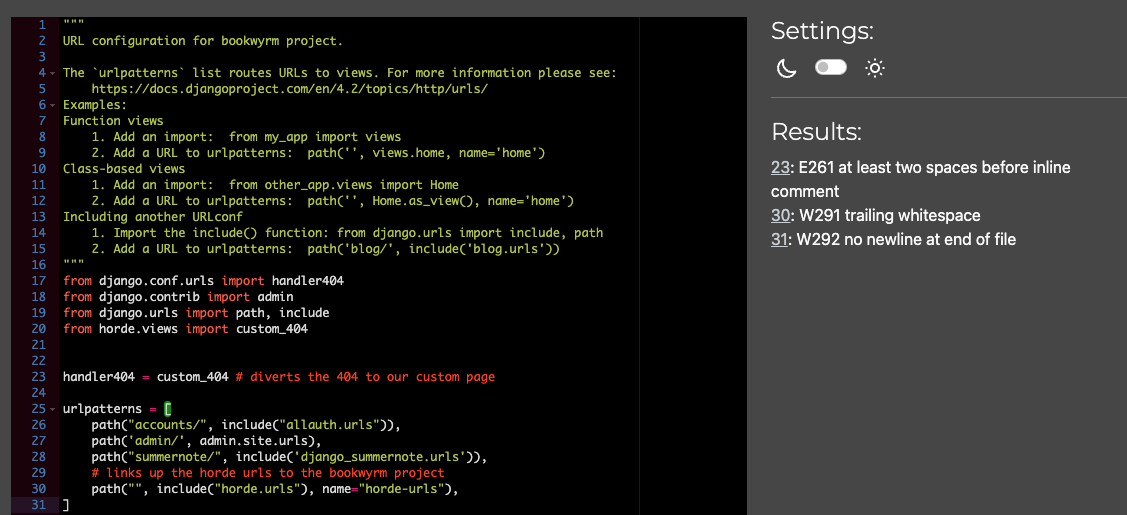 1 """
2 URL configuration for bookwyrm project.
3
4 The `urlpatterns` list routes URLs to views. For more information please see:
5     https://docs.djangoproject.com/en/4.2/topics/http/urls/
6 Examples:
7 Function views
8     1. Add an import:  from my_app import views
9     2. Add a URL to urlpatterns:  path('', views.home, name='home')
10 Class-based views
11     1. Add an import:  from other_app.views import Home
12     2. Add a URL to urlpatterns:  path('', Home.as_view(), name='home')
13 Including another URLconf
14     1. Import the include() function: from django.urls import include, path
15     2. Add a URL to urlpatterns:  path('blog/', include('blog.urls'))
16 """
17 from django.conf.urls import handler404
18 from django.contrib import admin
19 from django.urls import path, include
20 from horde.views import custom_404
21
22
23 handler404 = custom_404 # diverts the 404 to our custom page
24
25 urlpatterns = [
26     path("accounts/", include("allauth.urls")),
27     path('admin/', admin.site.urls),
28     path("summernote/", include('django_summernote.urls')),
29     # links up the horde urls to the bookwyrm project
30     path("", include("horde.urls"), name="horde-urls"),
31 ]
Settings:
Results:
23: E261 at least two spaces before inline
comment
30: W291 trailing whitespace
31: W292 no newline at end of file